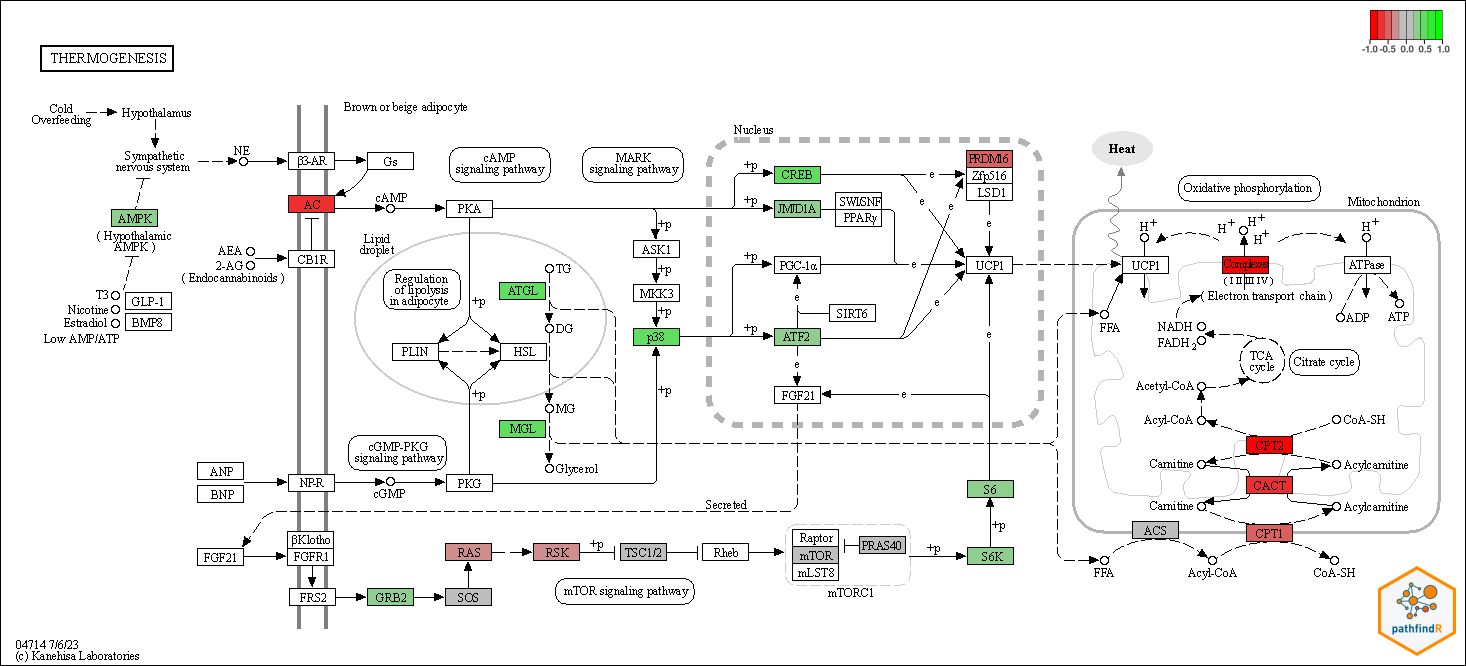 -1.0 -0.5 0.0 0.5 1.0
THERMOGENESIS
Cold
Overfeeding
Hypothalamus
Sympathetic
nervous system
AMPK
( Hypothalamic
AMPK )
T3
Nicotine
Estradiol
Low AMP/ATP
GLP-1
BMP8
NE
Brown or beige adipocyte
β3-AR
Gs
AC
cAMP
PKA
AEA
2-AG
( Endocannabinoids )
CB1R
cAMP
signaling pathway
MARK
signaling pathway
Lipid
droplet
Regulation
of lipolysis
in adipocyte
+p
PLIN
HSL
+p
ATGL
MGL
TG
DG
MG
Glycerol
+p
ASK1
+p
MKK3
+p
p38
+p
+p
+p
+p
+p
Nucleus
CREB
JMJD1A
SWI/SNF
PPARγ
PGC-1α
SIRT6
ATF2
e
FGF21
e
e
e
e
e
e
PRDM16
Zfp516
LSD1
e
UCP1
e
Heat
Oxidative phosphorylation
Mitochondrion
H+
H+
H+
H+
H+
UCP1
Complexes
( I II III IV )
( Electron transport chain )
ATPase
ADP
ATP
FFA
NADH
FADH2
TCA
cycle
Citrate cycle
Acetyl-CoA
Acyl-CoA
CoA-SH
CPT2
Carnitine
Acylcarnitine
CACT
Carnitine
Acylcarnitine
ACS
CPT1
FFA
Acyl-CoA
CoA-SH
ANP
BNP
NPR
cGMP
PKG
cGMP-PKG
signaling pathway
Secreted
FGF21
βKlotho
FGFR1
FRS2
GRB2
SOS
RAS
RSK
+p
TSC1/2
Rheb
mTOR signaling pathway
Raptor
mTOR
mLST8
PRAS40
mTORC1
+p
S6K
+p
S6
04714 7/6/23
(c) Kanehisa Laboratories
pathfindR